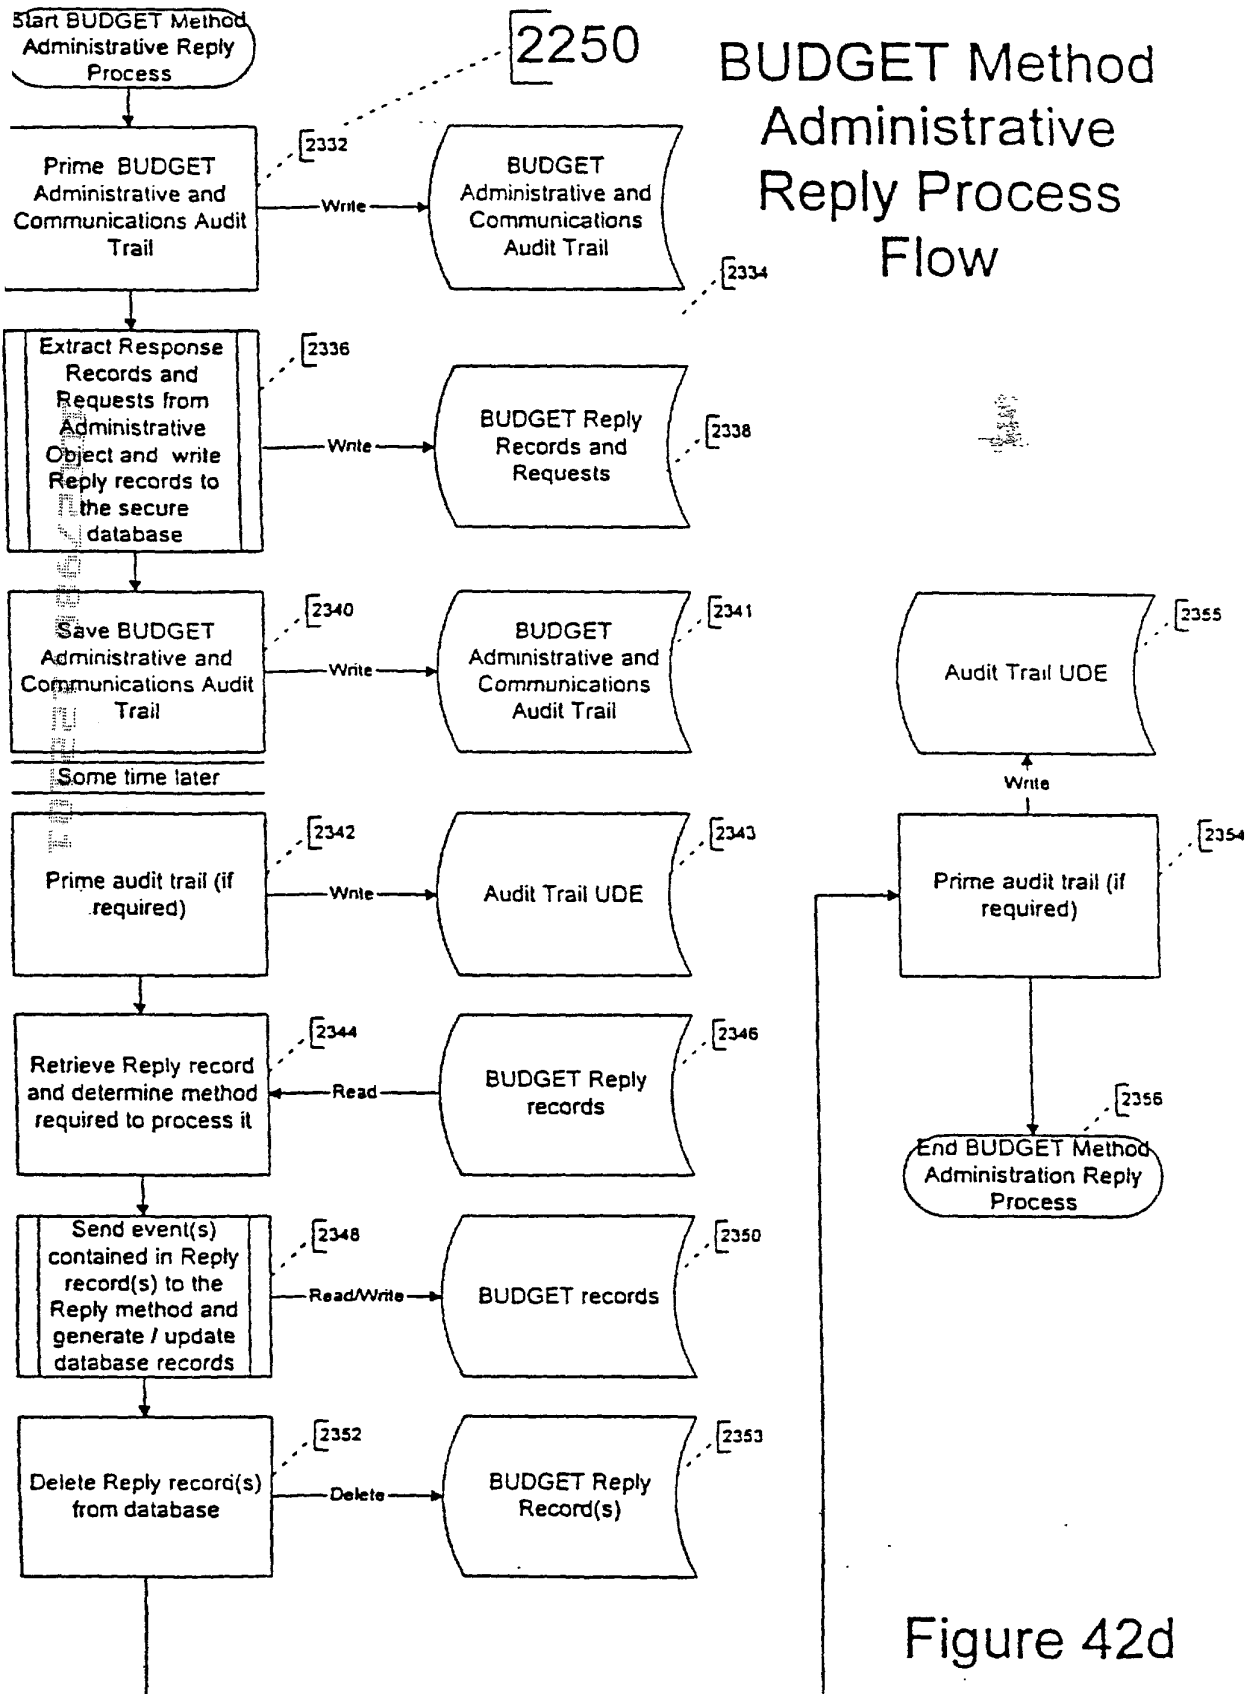 Start BUDGET Method
Administrative Reply
Process
2250
BUDGET Method
Administrative
Reply Process
Flow
2332
Prime BUDGET
Administrative and
Communications Audit
Trail
Write
BUDGET
Administrative and
Communications
Audit Trail
2334
2336
Extract Response
Records and
Requests from
Administrative
Object and write
Reply records to
the secure
database
Write
BUDGET Reply
Records and
Requests
2338
2340
Save BUDGET
Administrative and
Communications Audit
Trail
Write
BUDGET
Administrative and
Communications
Audit Trail
2341
Some time later
2342
Prime audit trail (if
required)
Write
Audit Trail UDE
2343
2344
Retrieve Reply record
and determine method
required to process it
Read
BUDGET Reply
records
2346
2348
Send event(s)
contained in Reply
record(s) to the
Reply method and
generate / update
database records
Read/Write
BUDGET records
2350
2352
Delete Reply record(s)
from database
Delete
BUDGET Reply
Record(s)
2353
2355
Audit Trail UDE
Write
2354
Prime audit trail (if
required)
2356
End BUDGET Method
Administration Reply
Process
Figure 42d